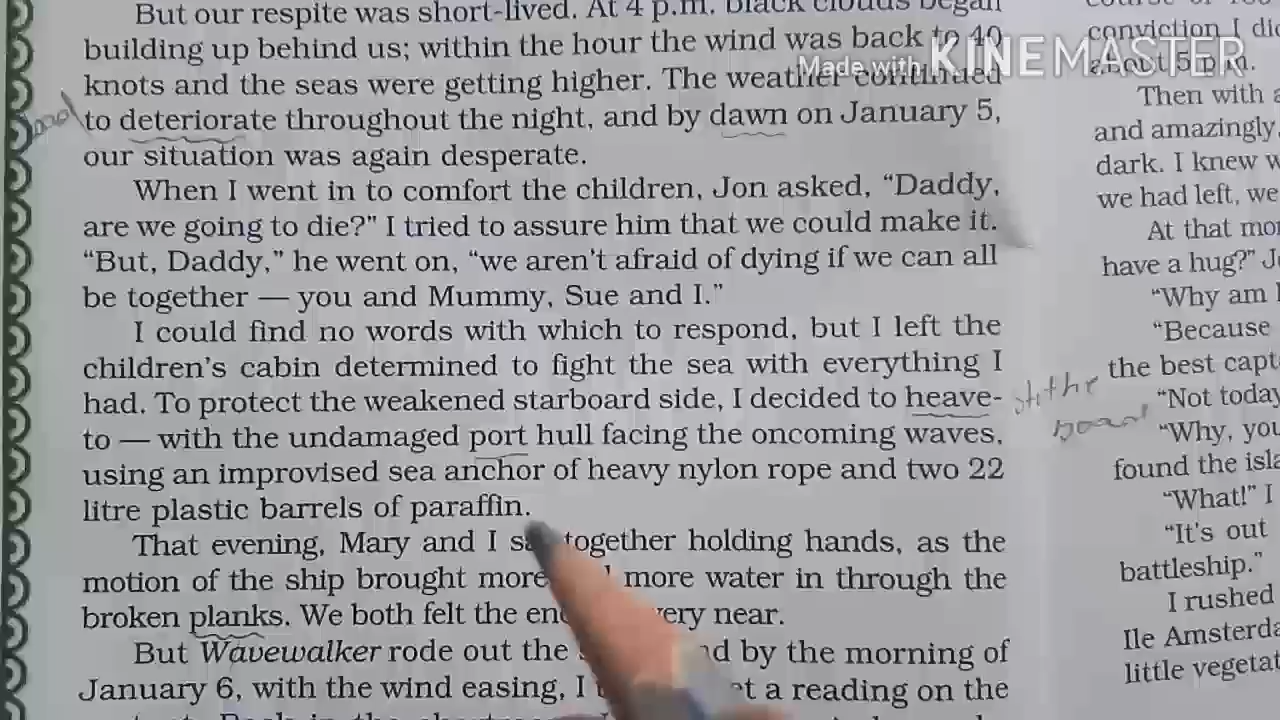 But our respite was short-lived. At 4 p.m. black clouds began
building up behind us; within the hour the wind was back to 40
knots and the seas were getting higher. The weather continued
to deteriorate throughout the night, and by dawn on January 5,
our situation was again desperate.
When I went in to comfort the children, Jon asked, “Daddy,
are we going to die?” I tried to assure him that we could make it.
“But, Daddy,” he went on, “we aren't afraid of dying if we can all
be together — you and Mummy, Sue and I.”
I could find no words with which to respond, but I left the
children's cabin determined to fight the sea with everything I
had. To protect the weakened starboard side, I decided to heave-
to — with the undamaged port hull facing the oncoming waves,
using an improvised sea anchor of heavy nylon rope and two 22
litre plastic barrels of paraffin.
That evening, Mary and I together holding hands, as the
motion of the ship brought more more water in through the
broken planks. We both felt the very near.
But Wavewalker rode out the by the morning of
January 6, with the wind easing, I a reading on the
Made with KINEMASTER
conviction I
about 5 p.m.
Then with
and amazingly,
dark. I knew
we had left, we
At that
have a hug?”
“Why am
“Because
the best
“Not today
“Why, you
found the
“What!” I
“It's out
battleship.”
I rushed
Ile
little